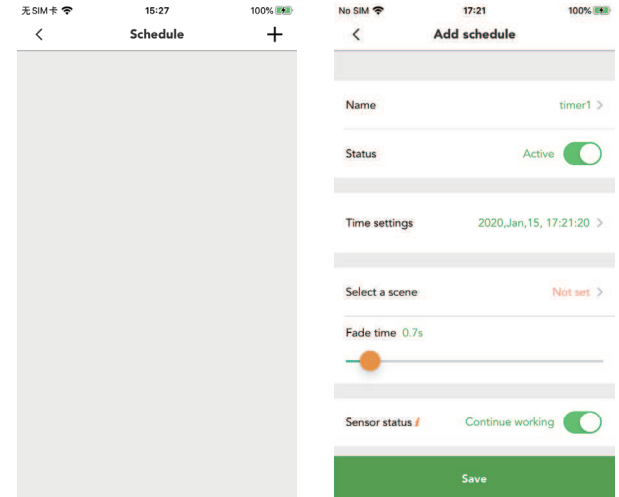 无SIM卡 15:27 100%
Schedule
No SIM 17:21 100%
Add schedule
Name timer1
Status Active
Time settings 2020,Jan,15, 17:21:20
Select a scene Not set
Fade time 0.7s
Sensor status i Continue working
Save